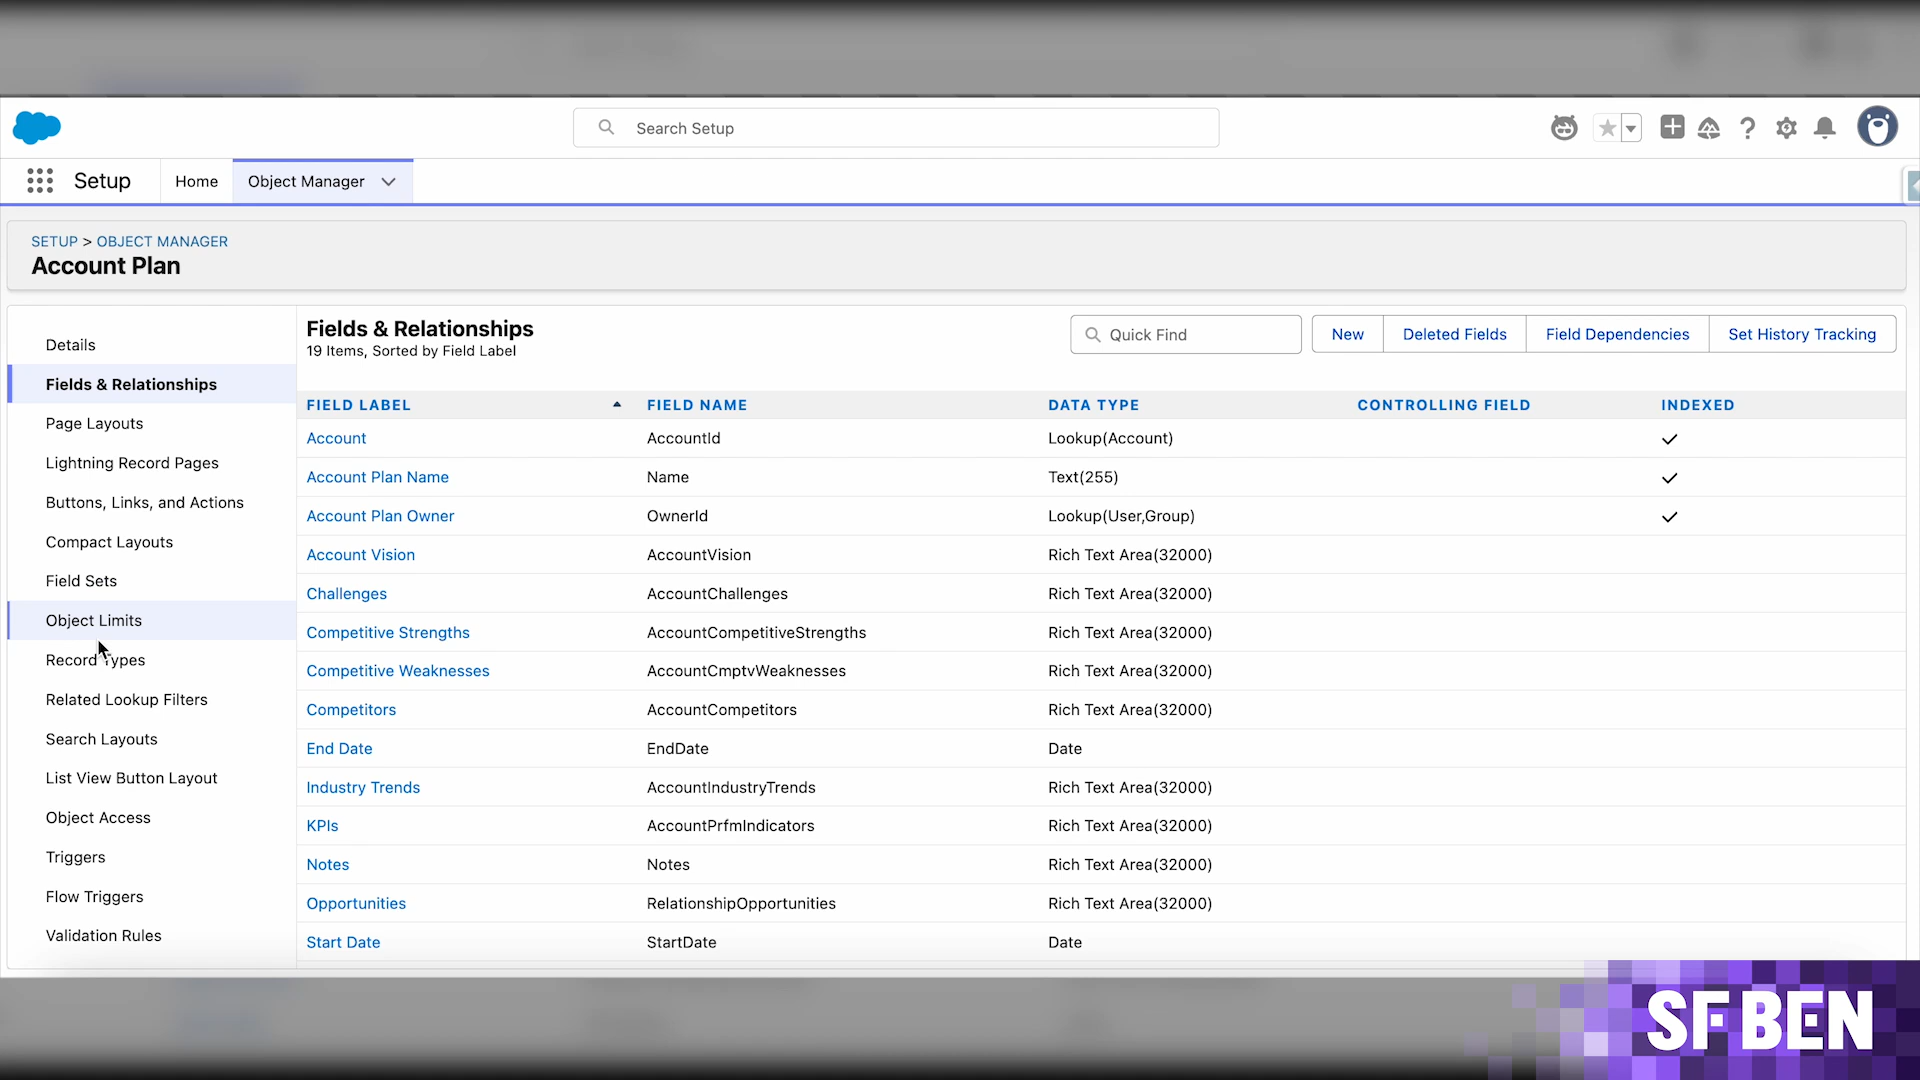 Search Setup
Setup
Home
Object Manager
SETUP > OBJECT MANAGER
Account Plan
Details
Fields & Relationships
Page Layouts
Lightning Record Pages
Buttons, Links, and Actions
Compact Layouts
Field Sets
Object Limits
Record Types
Related Lookup Filters
Search Layouts
List View Button Layout
Object Access
Triggers
Flow Triggers
Validation Rules
Fields & Relationships
19 Items, Sorted by Field Label
Quick Find
New
Deleted Fields
Field Dependencies
Set History Tracking
FIELD LABEL FIELD NAME DATA TYPE CONTROLLING FIELD INDEXED
Account AccountId Lookup(Account)
Account Plan Name Name Text(255)
Account Plan Owner OwnerId Lookup(User,Group)
Account Vision AccountVision Rich Text Area(32000)
Challenges AccountChallenges Rich Text Area(32000)
Competitive Strengths AccountCompetitiveStrengths Rich Text Area(32000)
Competitive Weaknesses AccountCmptvWeaknesses Rich Text Area(32000)
Competitors AccountCompetitors Rich Text Area(32000)
End Date EndDate Date
Industry Trends AccountIndustryTrends Rich Text Area(32000)
KPIs AccountPrfmIndicators Rich Text Area(32000)
Notes Notes Rich Text Area(32000)
Opportunities RelationshipOpportunities Rich Text Area(32000)
Start Date StartDate Date
SF BEN